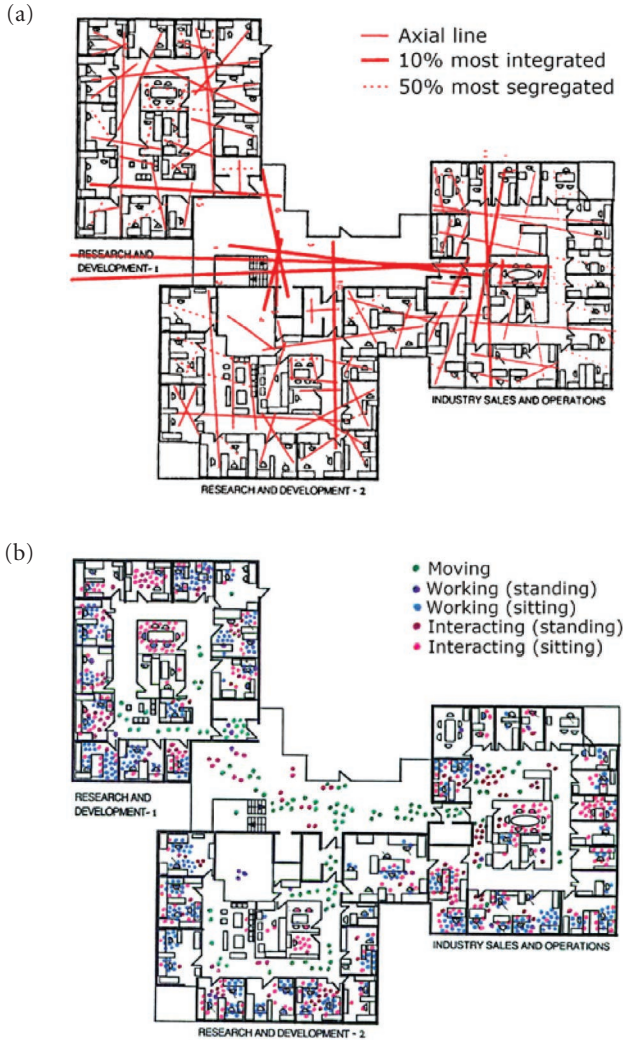 (a)
Axial line
10% most integrated
50% most segregated
RESEARCH AND
DEVELOPMENT-1
INDUSTRY SALES AND OPERATIONS
RESEARCH AND DEVELOPMENT - 2
(b)
Moving
Working (standing)
Working (sitting)
Interacting (standing)
Interacting (sitting)
RESEARCH AND
DEVELOPMENT-1
INDUSTRY SALES AND OPERATIONS
RESEARCH AND DEVELOPMENT - 2